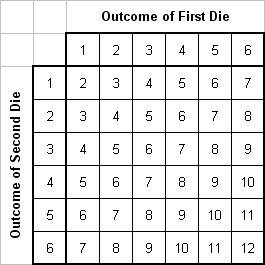 Outcome of First Die
1 2 3 4 5 6
Outcome of Second Die
1 2 3 4 5 6 7
2 3 4 5 6 7 8
3 4 5 6 7 8 9
4 5 6 7 8 9 10
5 6 7 8 9 10 11
6 7 8 9 10 11 12